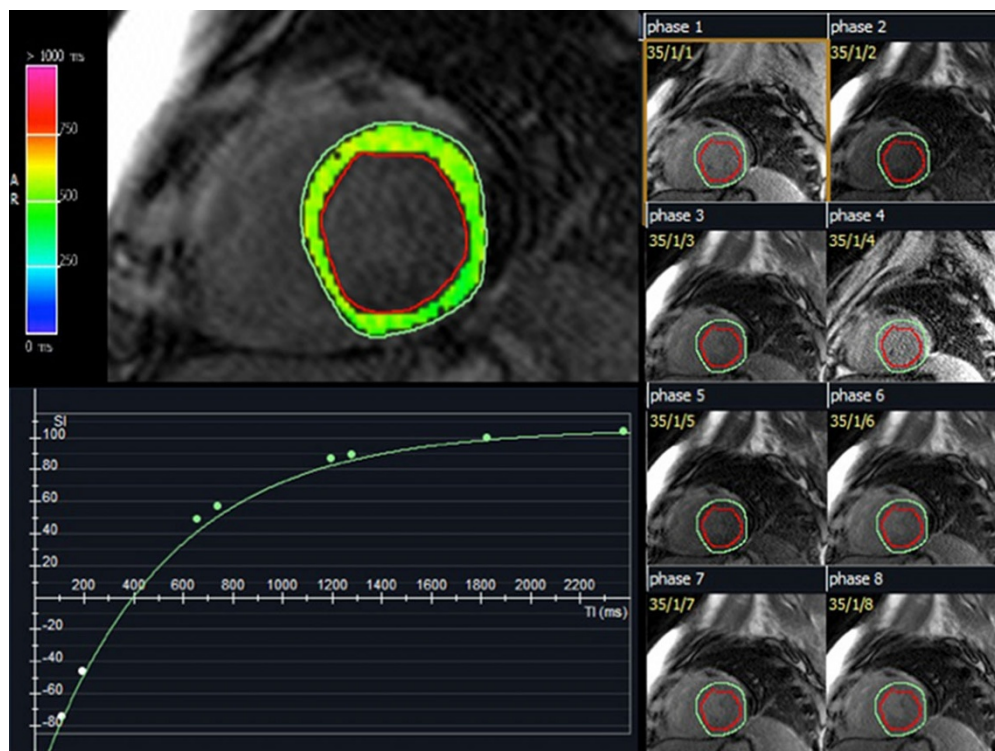 > 1000 ms
750
500
250
0 ms
A
R
phase 1
35/1/1
phase 2
35/1/2
phase 3
35/1/3
phase 4
35/1/4
phase 5
35/1/5
phase 6
35/1/6
phase 7
35/1/7
phase 8
35/1/8
SI
100
80
60
40
20
200 400 600 800 1000 1200 1400 1600 1800 2000 2200
TI (ms)
-20
-40
-60
-80